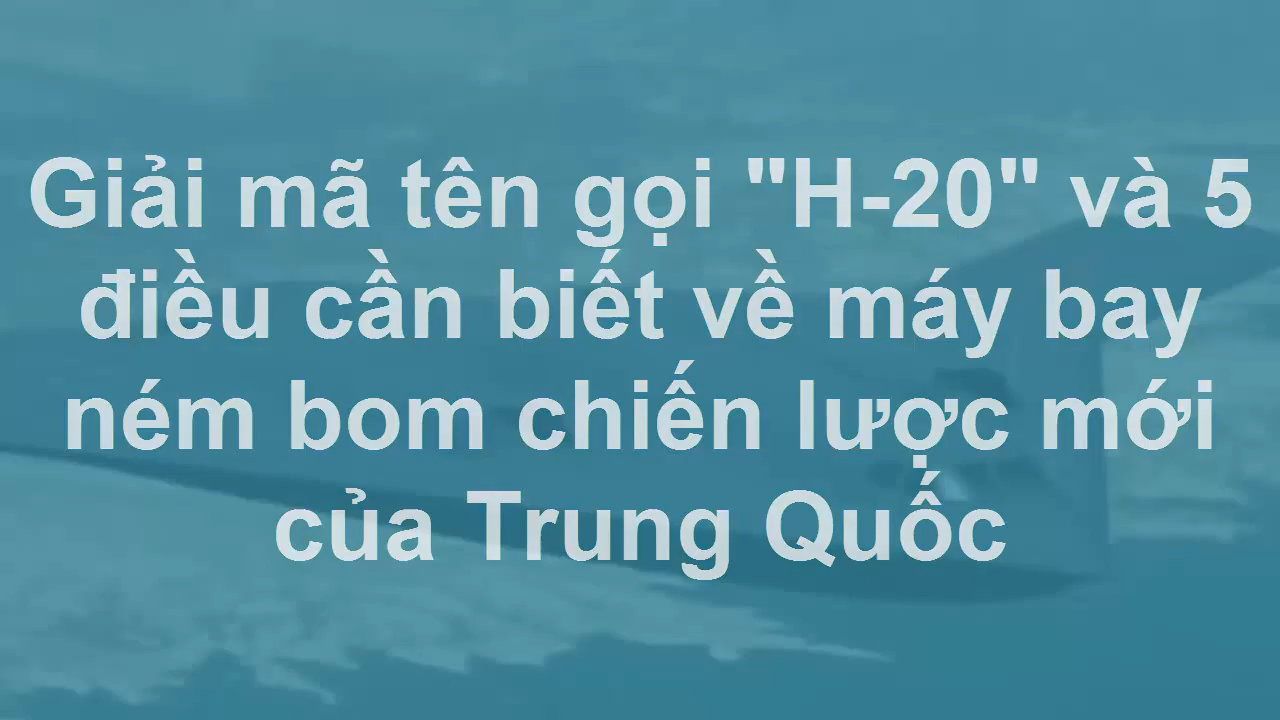 Giải mã tên gọi "H-20" và 5
điều cần biết về máy bay
ném bom chiến lược mới
của Trung Quốc